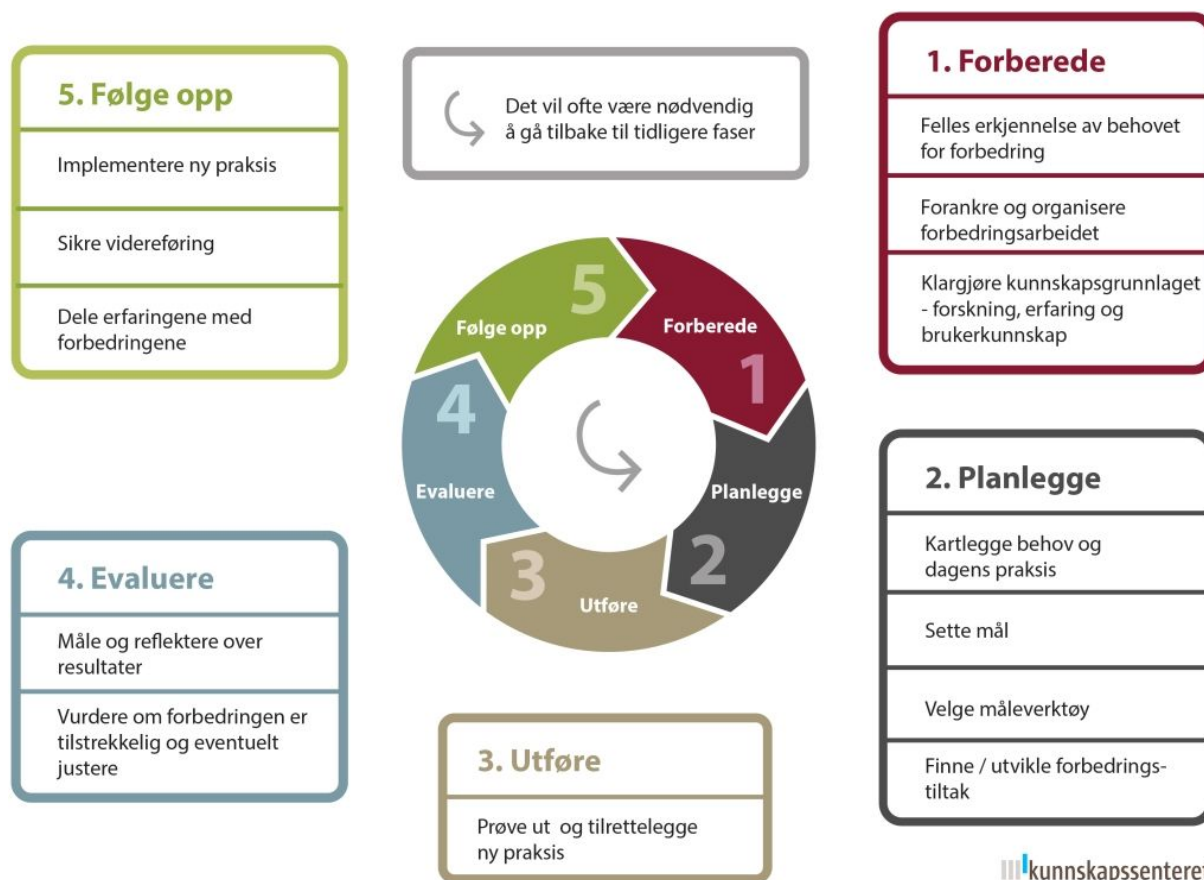 5. Følge opp
Implementere ny praksis
Sikre videreføring
Dele erfaringene med
forbedringene
Det vil ofte være nødvendig
å gå tilbake til tidligere faser
1. Forberede
Felles erkjennelse av behovet
for forbedring
Forankre og organisere
forbedringsarbeidet
Klargjøre kunnskapsgrunnlaget
- forskning, erfaring og
brukerkunnskap
5
Følge opp
Forberede
1
4
Evaluere
Planlegge
2
3
Utføre
2. Planlegge
Kartlegge behov og
dagens praksis
Sette mål
Velge måleverktøy
Finne / utvikle forbedrings-
tiltak
4. Evaluere
Måle og reflektere over
resultater
Vurdere om forbedringen er
tilstrekkelig og eventuelt
justere
3. Utføre
Prøve ut og tilrettelegge
ny praksis
kunnskapssenteret